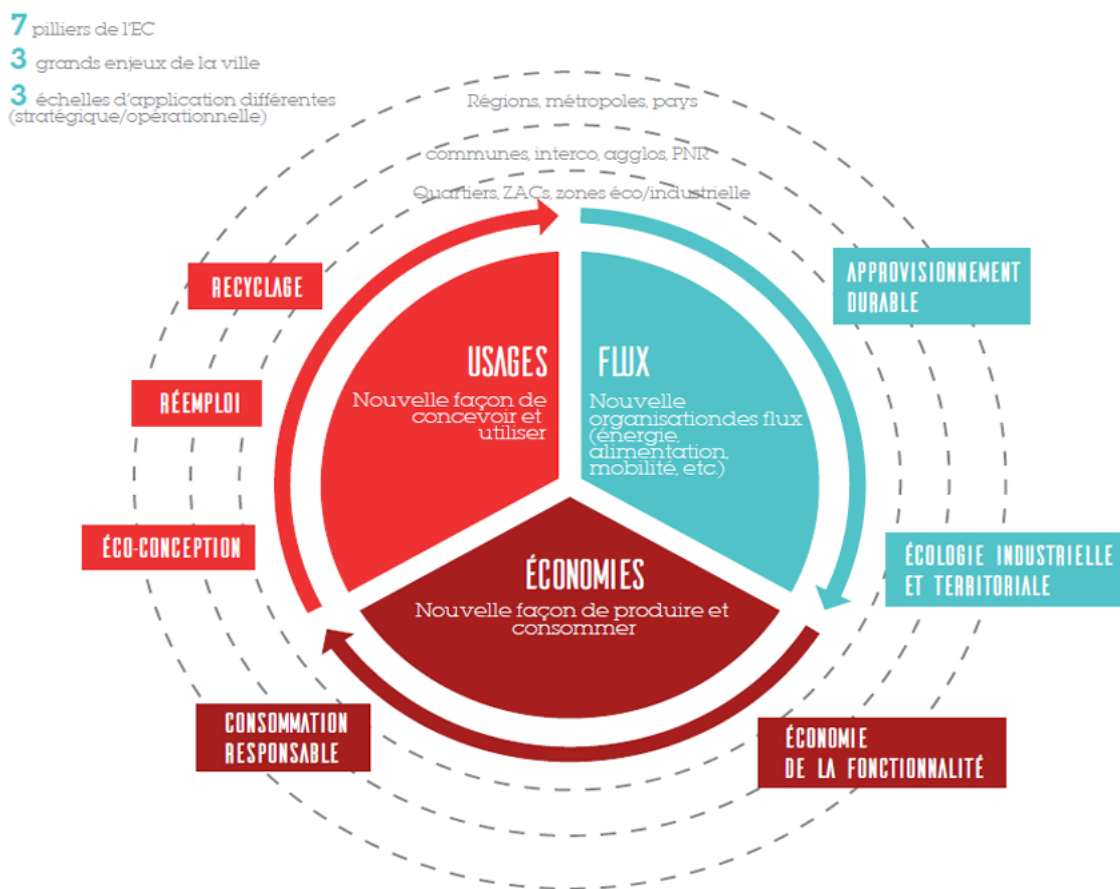 7 pilliers de l'EC
3 grands enjeux de la ville
3 échelles d'application différentes
(stratégique/opérationnelle)
Régions, métropoles, pays
communes, interco, agglos, PNR
Quartiers, ZACs, zones éco/industrielle
RECYCLAGE
APPROVISIONNEMENT
DURABLE
USAGES
Nouvelle façon de
concevoir et
utiliser
FLUX
Nouvelle
organisationdes flux
(énergie,
alimentation,
mobilité, etc.)
RÉEMPLOI
ÉCO-CONCEPTION
ÉCOLOGIE INDUSTRIELLE
ET TERRITORIALE
ÉCONOMIES
Nouvelle façon de produire et
consommer
CONSOMMATION
RESPONSABLE
ÉCONOMIE
DE LA FONCTIONNALITÉ